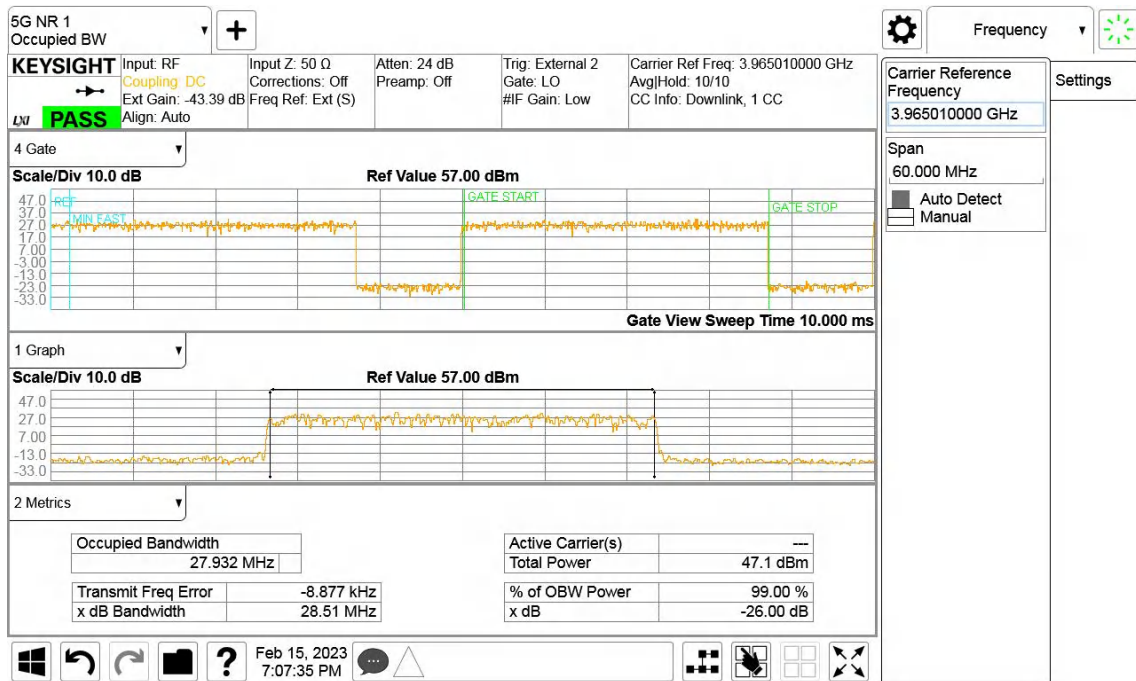 5G NR 1
Occupied BW
Frequency
KEYSIGHT
LXI
PASS
Input: RF
Coupling: DC
Ext Gain: -43.39 dB
Align: Auto
Input Z: 50 Ω
Corrections: Off
Freq Ref: Ext (S)
Atten: 24 dB
Preamp: Off
Trig: External 2
Gate: LO
#IF Gain: Low
Carrier Ref Freq: 3.965010000 GHz
Avg|Hold: 10/10
CC Info: Downlink, 1 CC
Carrier Reference
Frequency
3.965010000 GHz
Span
60.000 MHz
Auto Detect
Manual
Settings
4 Gate
Scale/Div 10.0 dB
Ref Value 57.00 dBm
47.0
37.0
27.0
17.0
7.00
-3.00
-13.0
-23.0
-33.0
MIN FAST
GATE START
GATE STOP
Gate View Sweep Time 10.000 ms
1 Graph
Scale/Div 10.0 dB
Ref Value 57.00 dBm
47.0
27.0
7.00
-13.0
-33.0
2 Metrics
Occupied Bandwidth
27.932 MHz
Transmit Freq Error -8.877 kHz
x dB Bandwidth 28.51 MHz
Active Carrier(s) ---
Total Power 47.1 dBm
% of OBW Power 99.00 %
x dB -26.00 dB
?
Feb 15, 2023
7:07:35 PM